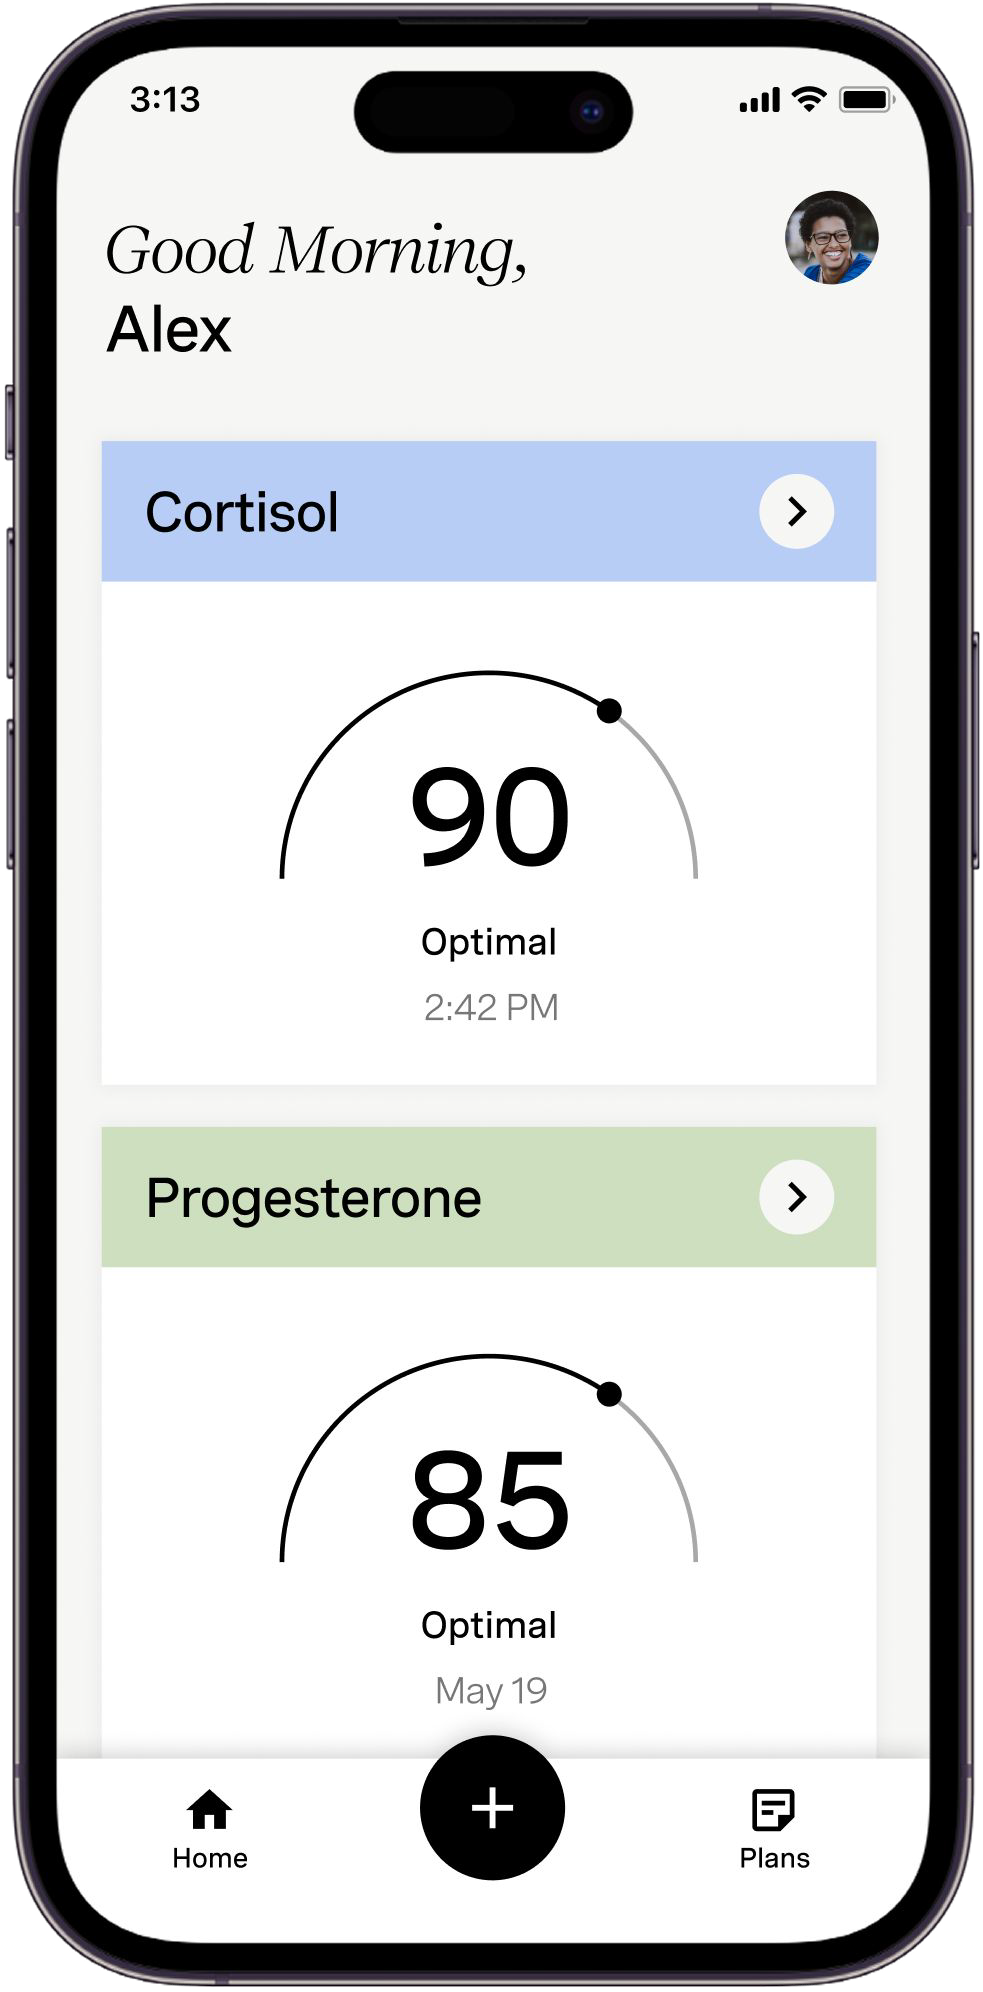 3:13
Good Morning,
Alex
Cortisol
90
Optimal
2:42 PM
Progesterone
85
Optimal
May 19
Home
Plans